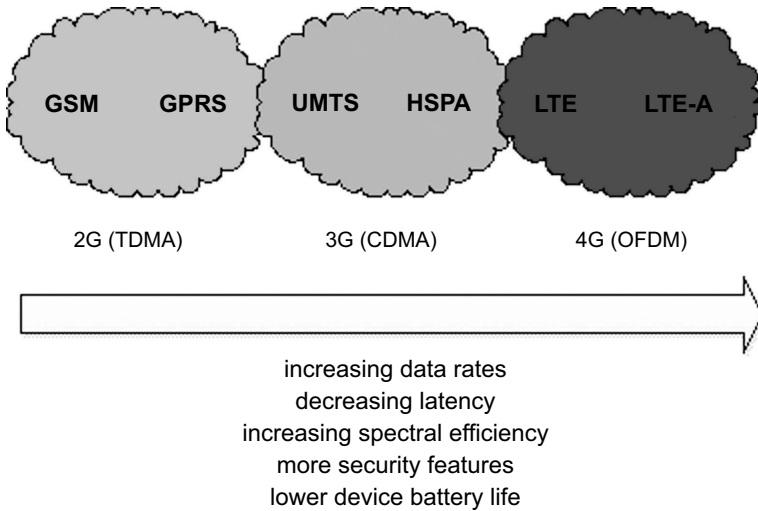 GSM GPRS UMTS HSPA LTE LTE-A
2G (TDMA) 3G (CDMA) 4G (OFDM)
increasing data rates
decreasing latency
increasing spectral efficiency
more security features
lower device battery life